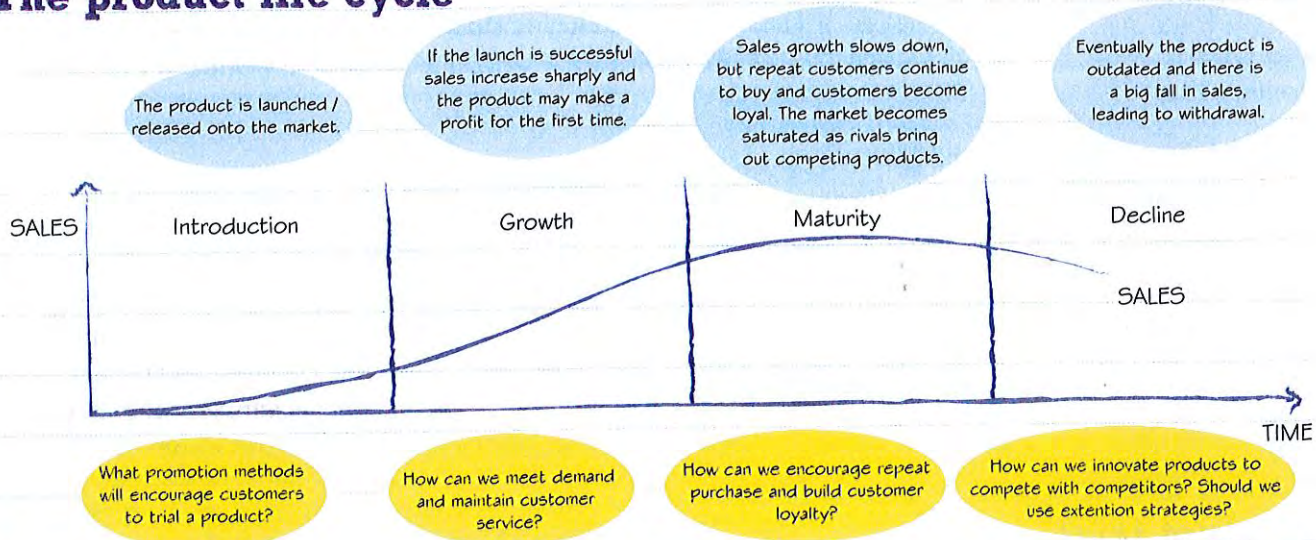 The product life cycle
The product is launched /
released onto the market.
If the launch is successful
sales increase sharply and
the product may make a
profit for the first time.
Sales growth slows down,
but repeat customers continue
to buy and customers become
loyal. The market becomes
saturated as rivals bring
out competing products.
Eventually the product is
outdated and there is
a big fall in sales,
leading to withdrawal.
SALES
Introduction
Growth
Maturity
Decline
SALES
TIME
What promotion methods
will encourage customers
to trial a product?
How can we meet demand
and maintain customer
service?
How can we encourage repeat
purchase and build customer
loyalty?
How can we innovate products to
compete with competitors? Should we
use extention strategies?